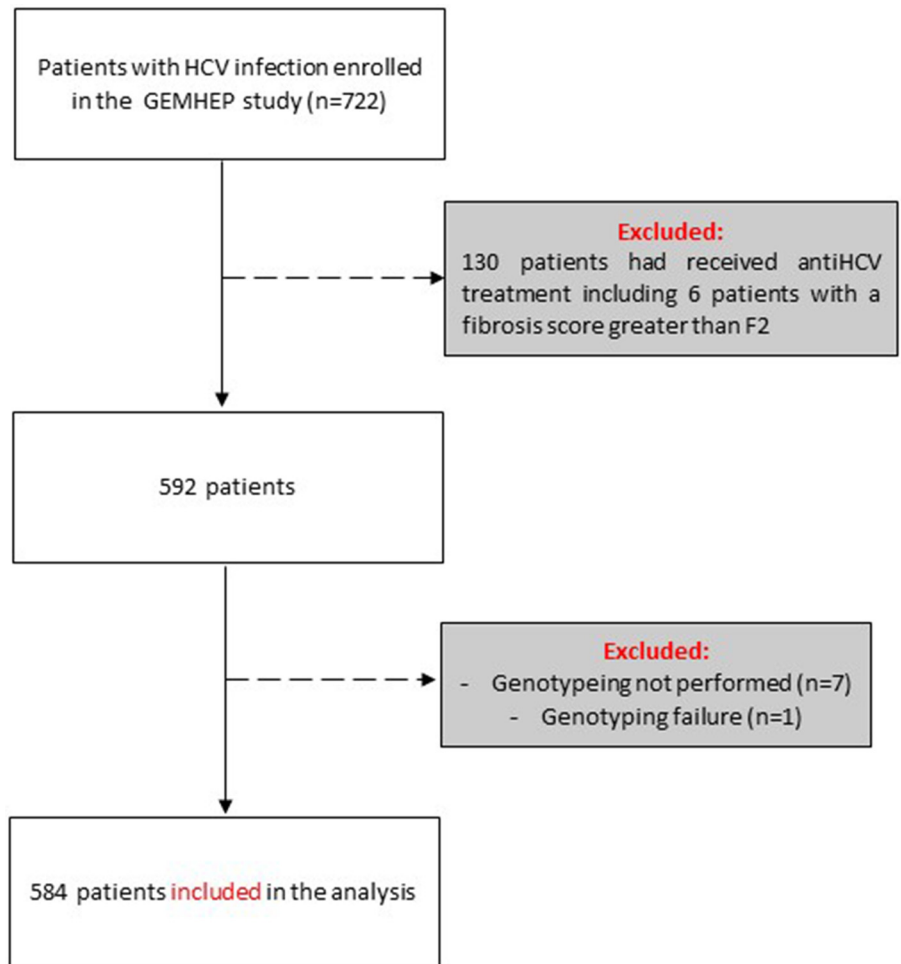 Patients with HCV infection enrolled
in the GEMHEP study (n=722)
Excluded:
130 patients had received antiHCV
treatment including 6 patients with a
fibrosis score greater than F2
592 patients
Excluded:
- Genotypeing not performed (n=7)
- Genotyping failure (n=1)
584 patients included in the analysis